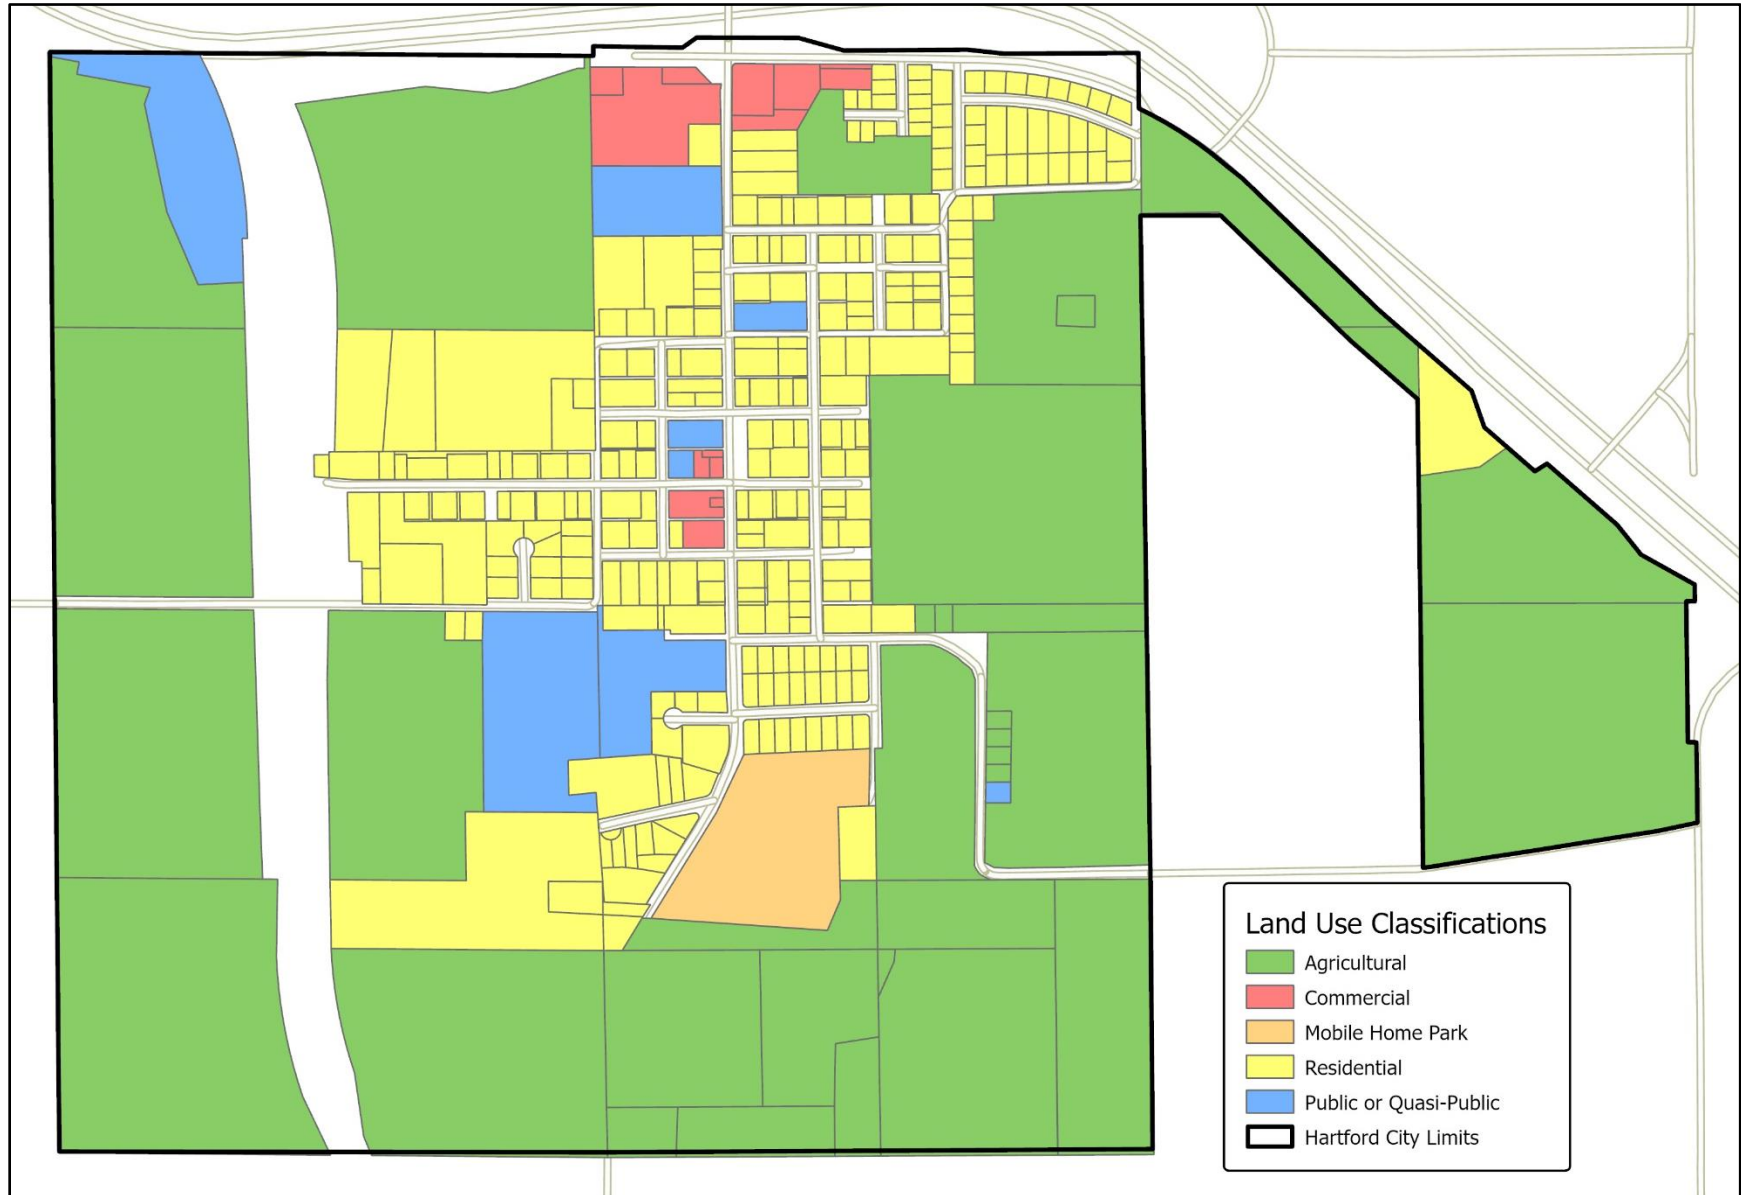 Land Use Classifications
Agricultural
Commercial
Mobile Home Park
Residential
Public or Quasi-Public
Hartford City Limits